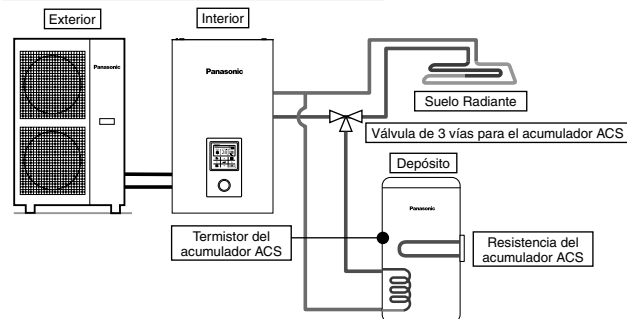 Exterior
Interior
Panasonic
Panasonic
Suelo Radiante
Válvula de 3 vías para el acumulador ACS
Depósito
Panasonic
Termistor del
acumulador ACS
Resistencia del
acumulador ACS